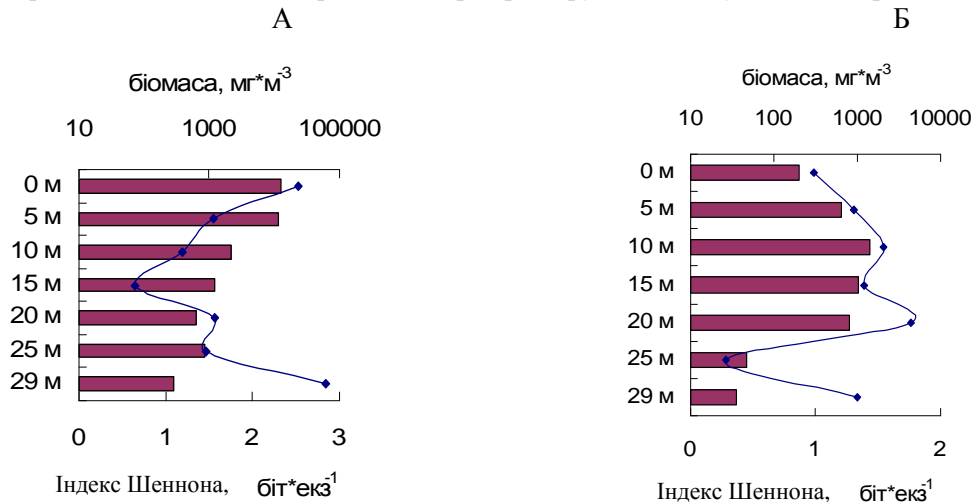 А
Б
біомаса, мг*м-3
10 1000 100000
0 м
5 м
10 м
15 м
20 м
25 м
29 м
0 1 2 3
Індекс Шеннона, біт*екз-1
біомаса, мг*м-3
10 100 1000 10000
0 м
5 м
10 м
15 м
20 м
25 м
29 м
0 1 2
Індекс Шеннона, біт*екз-1